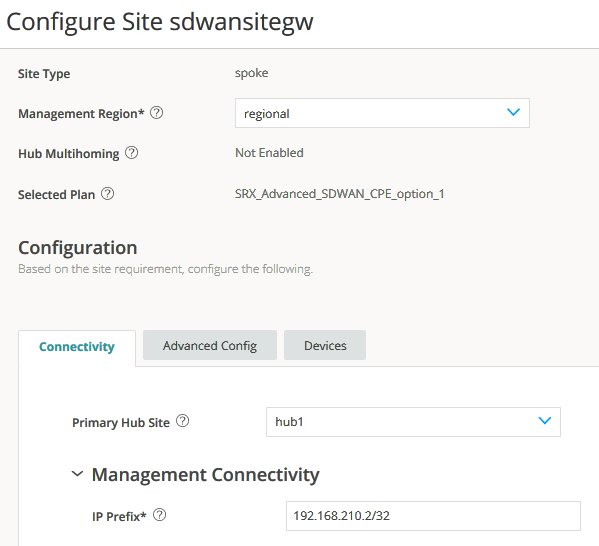 Configure Site sdwansitegw
Site Type spoke
Management Region* ? regional
Hub Multihoming ? Not Enabled
Selected Plan ? SRX_Advanced_SDWAN_CPE_option_1
Configuration
Based on the site requirement, configure the following.
Connectivity Advanced Config Devices
Primary Hub Site ? hub1
Management Connectivity
IP Prefix* ? 192.168.210.2/32